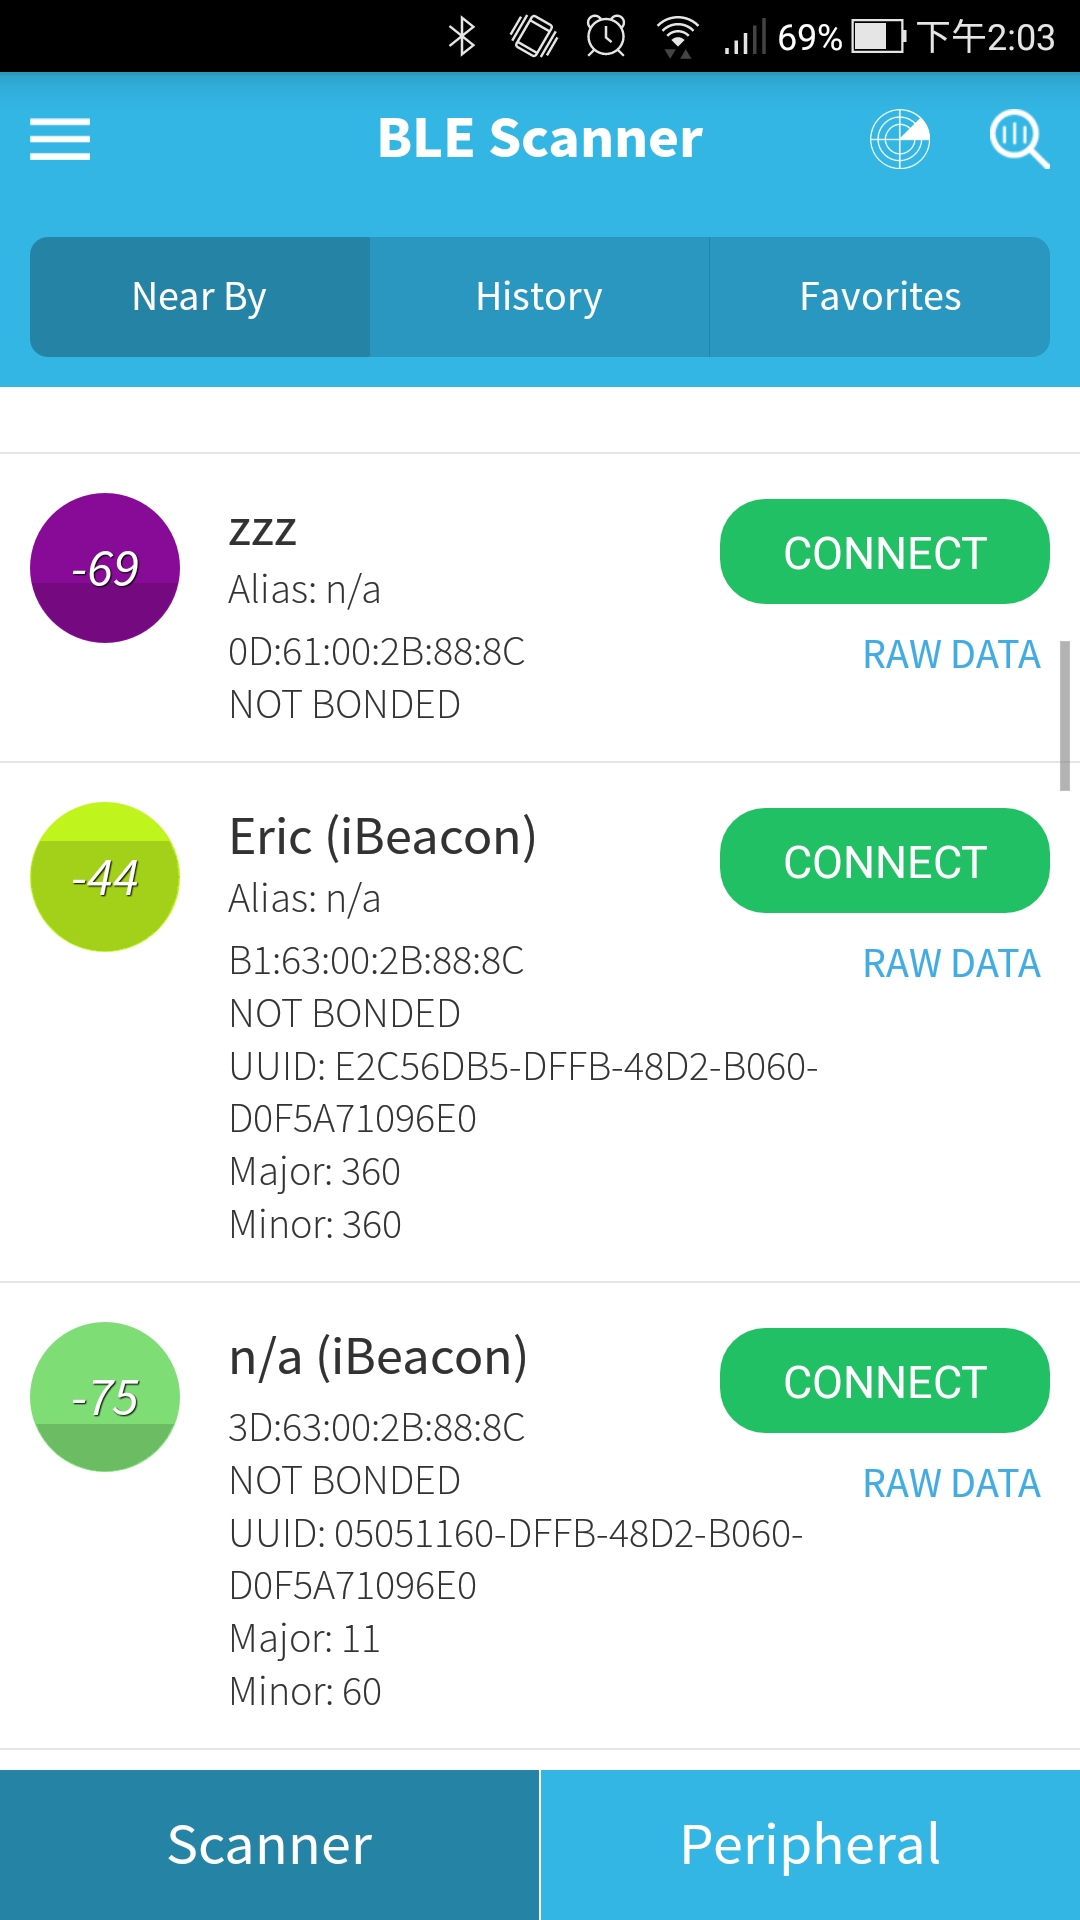 69% 下午2:03
BLE Scanner
Near By History Favorites
-69
zzz
CONNECT
Alias: n/a
0D:61:00:2B:88:8C
RAW DATA
NOT BONDED
-44
Eric (iBeacon)
CONNECT
Alias: n/a
B1:63:00:2B:88:8C
RAW DATA
NOT BONDED
UUID: E2C56DB5-DFFB-48D2-B060-
D0F5A71096E0
Major: 360
Minor: 360
-75
n/a (iBeacon)
CONNECT
3D:63:00:2B:88:8C
NOT BONDED
RAW DATA
UUID: 05051160-DFFB-48D2-B060-
D0F5A71096E0
Major: 11
Minor: 60
Scanner Peripheral